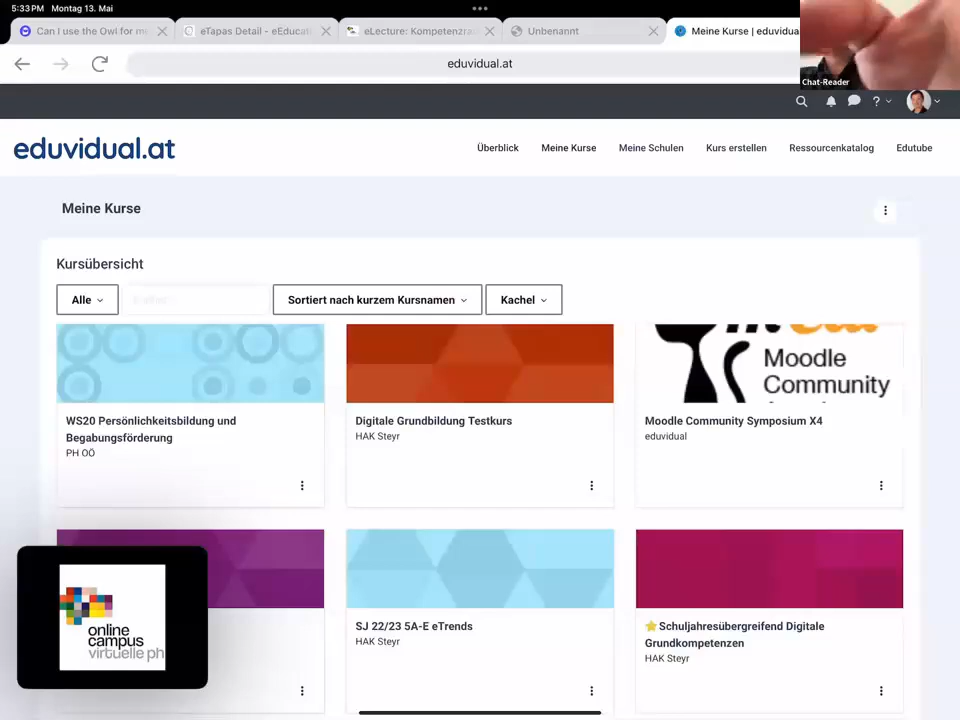 5:33 PM Montag 13. Mai
Can I use the Owl for m
eTapas Detail - eEducat
eLecture: Kompetenzra
Unbenannt
Meine Kurse | eduvidua
eduvidual.at
Chat-Reader
eduvidual.at
Überblick
Meine Kurse
Meine Schulen
Kurs erstellen
Ressourcenkatalog
Edutube
Meine Kurse
Kursübersicht
Alle
Sortiert nach kurzem Kursnamen
Kachel
Moodle
Community
WS20 Persönlichkeitsbildung und
Begabungsförderung
PH OÖ
Digitale Grundbildung Testkurs
HAK Steyr
Moodle Community Symposium X4
eduvidual
SJ 22/23 5A-E eTrends
HAK Steyr
Schuljahresübergreifend Digitale
Grundkompetenzen
HAK Steyr
online
campus
virtuelle ph